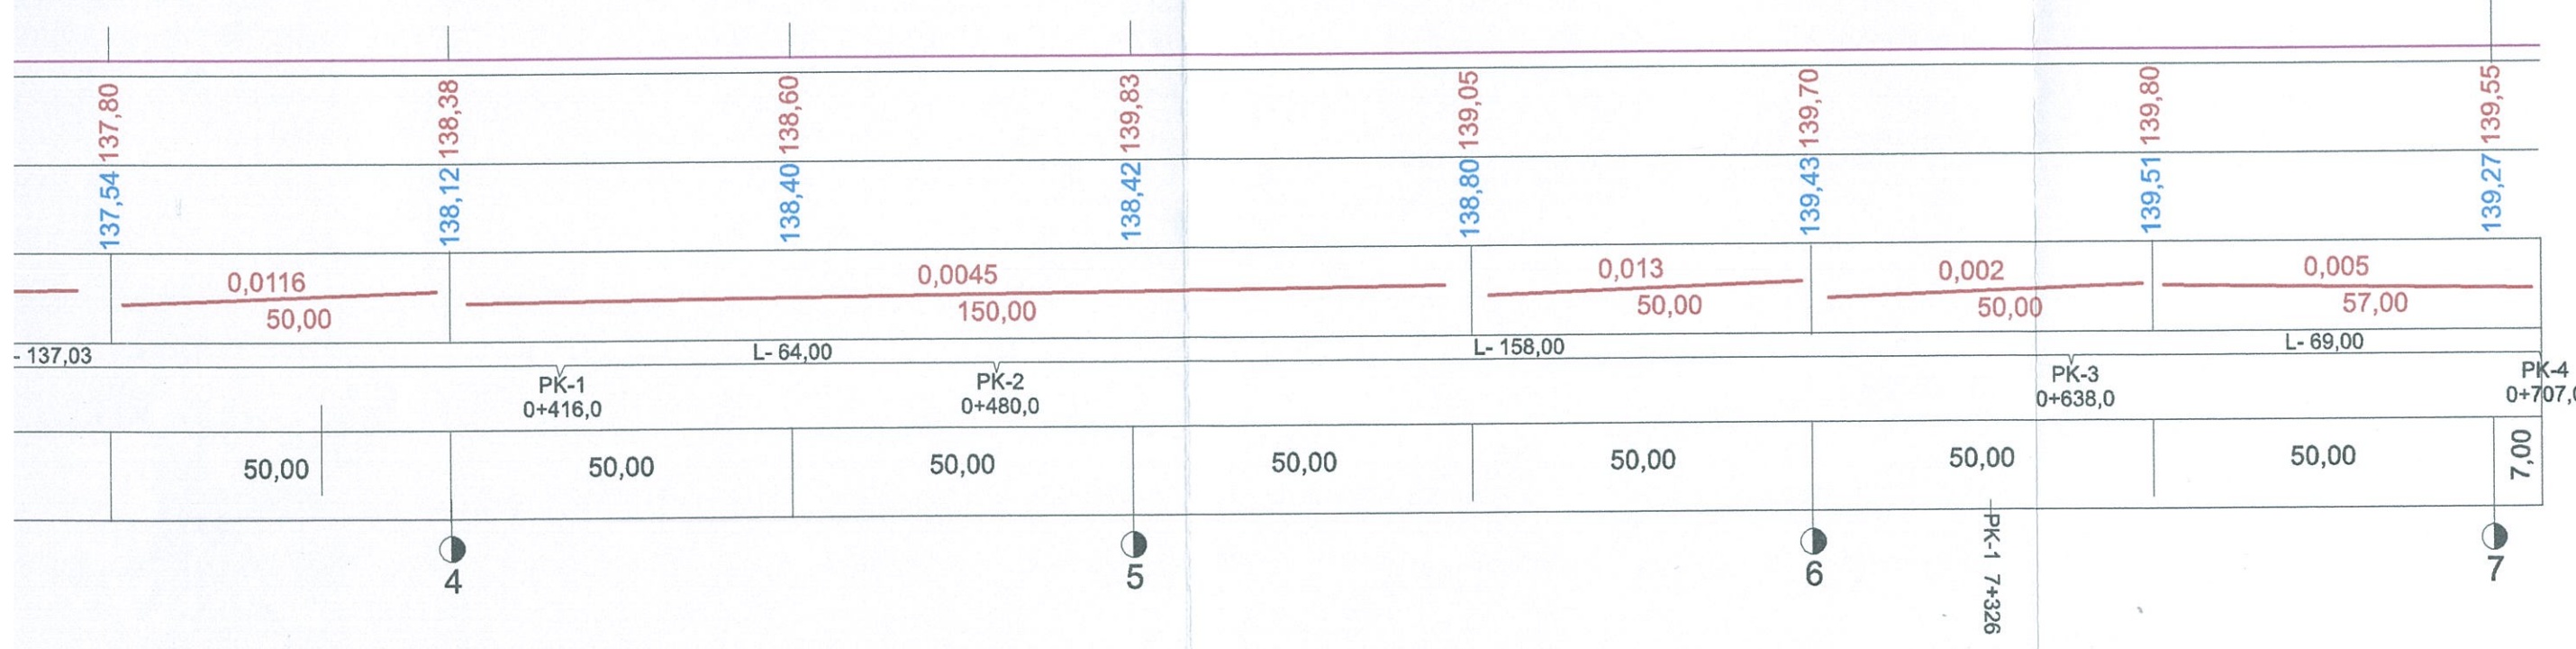 137,80 138,38 138,60 139,83 139,05 139,70 139,80 139,55
137,54 138,12 138,40 138,42 138,80 139,43 139,51 139,27
0,0116 0,0045 0,013 0,002 0,005
50,00 150,00 50,00 50,00 57,00
- 137,03 L- 64,00 L- 158,00 L- 69,00
PK-1 PK-2 PK-3 PK-4
0+416,0 0+480,0 0+638,0 0+707,0
50,00 50,00 50,00 50,00 50,00 50,00 50,00 7,00
PK-1 7+326
4 5 6 7